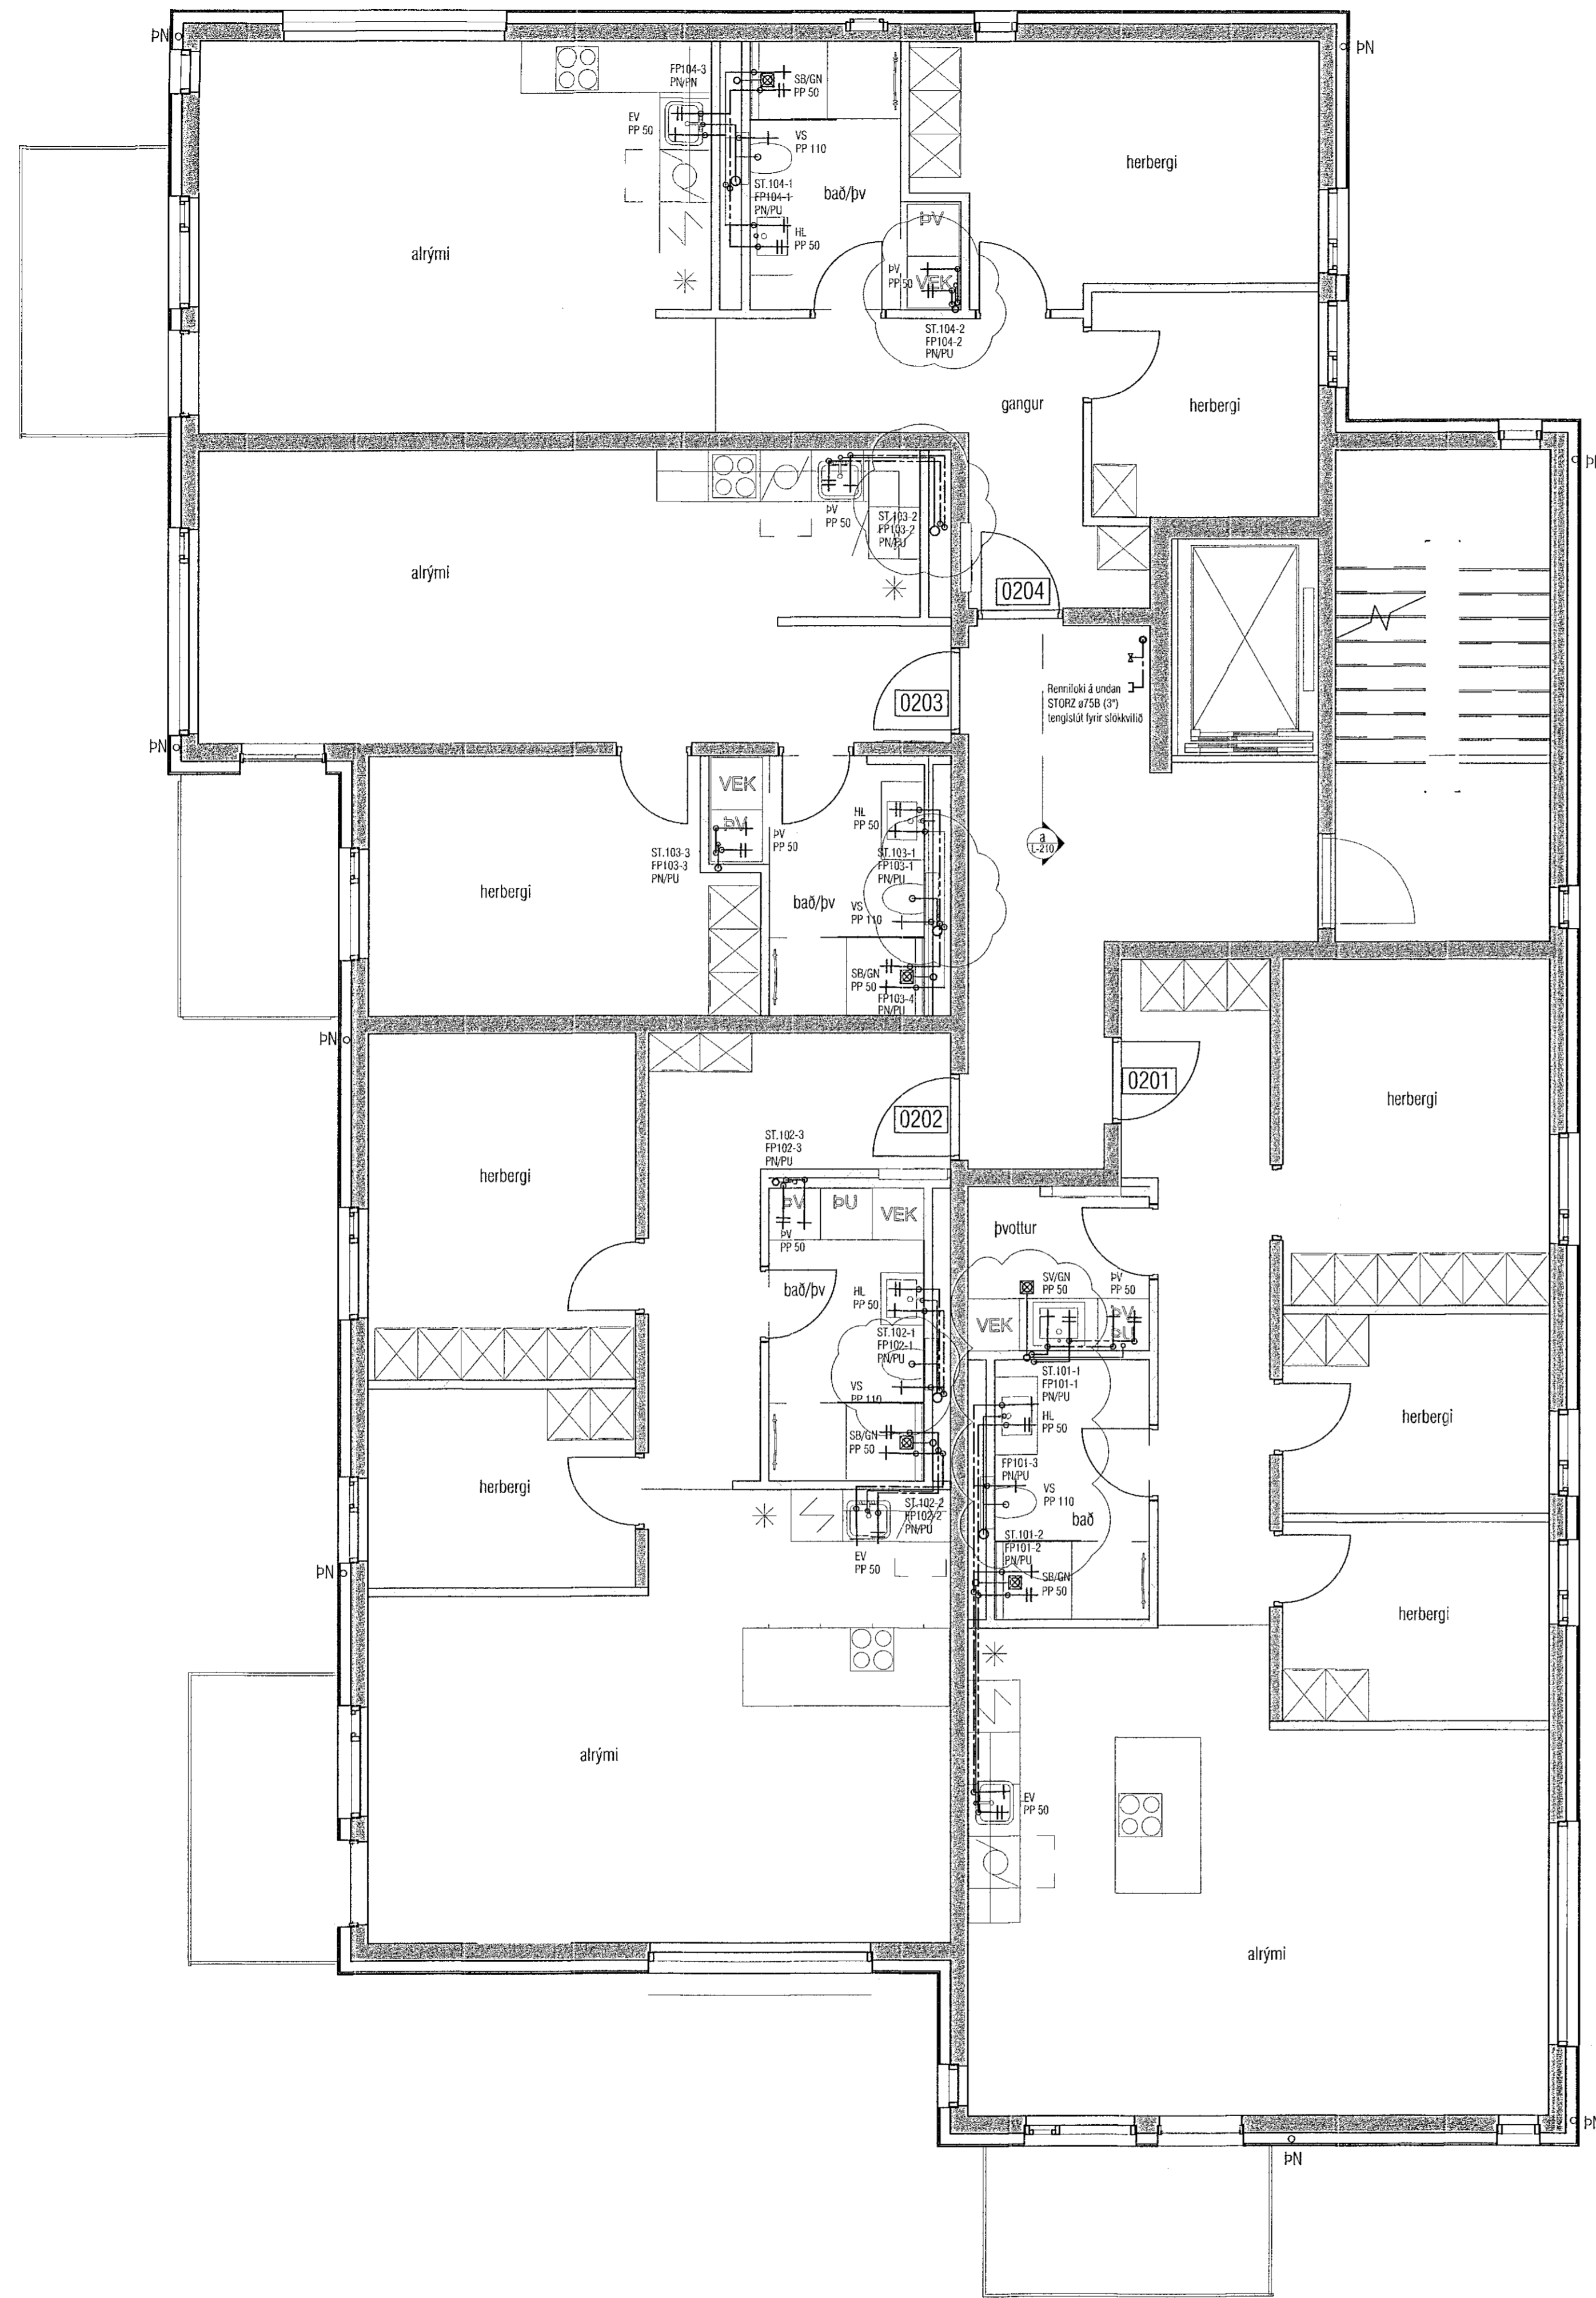 ÞN
ÞN
FP104-3
PN/PN
SB/GN
PP 50
EV
PP 50
VS
PP 110
herbergi
ST.104-1
FP104-1
PN/PU
bað/þv
ÞV
HL
PP 50
alrými
ÞV
PP 50
VEK
ST.104-2
FP104-2
PN/PU
gangur
herbergi
ÞV
PP 50
ST.103-2
FP103-2
PN/PU
alrými
0204
Renniloki á undan
STORZ ø75B (3")
tengistút fyrir slökkvilið
0203
ÞN
VEK
ÞV
ÞV
PP 50
HL
PP 50
ST.103-3
FP103-3
PN/PU
ST.103-1
FP103-1
PN/PU
a
L-210
herbergi
bað/þv
VS
PP 110
SB/GN
PP 50
FP103-4
PN/PU
ÞN
0201
herbergi
0202
ST.102-3
FP102-3
PN/PU
herbergi
ÞV
ÞU
VEK
ÞV
PP 50
þvottur
bað/þv
HL
PP 50
SV/GN
PP 50
ÞV
PP 50
VEK
ÞV
ÞU
ST.102-1
FP102-1
PN/PU
VS
PP 110
ST.101-1
FP101-1
PN/PU
HL
PP 50
herbergi
SB/GN
PP 50
FP101-3
PN/PU
herbergi
VS
PP 110
bað
ST.102-2
FP102-2
PN/PU
ST.101-2
FP101-2
PN/PU
EV
PP 50
ÞN
SB/GN
PP 50
herbergi
alrými
EV
PP 50
alrými
ÞN